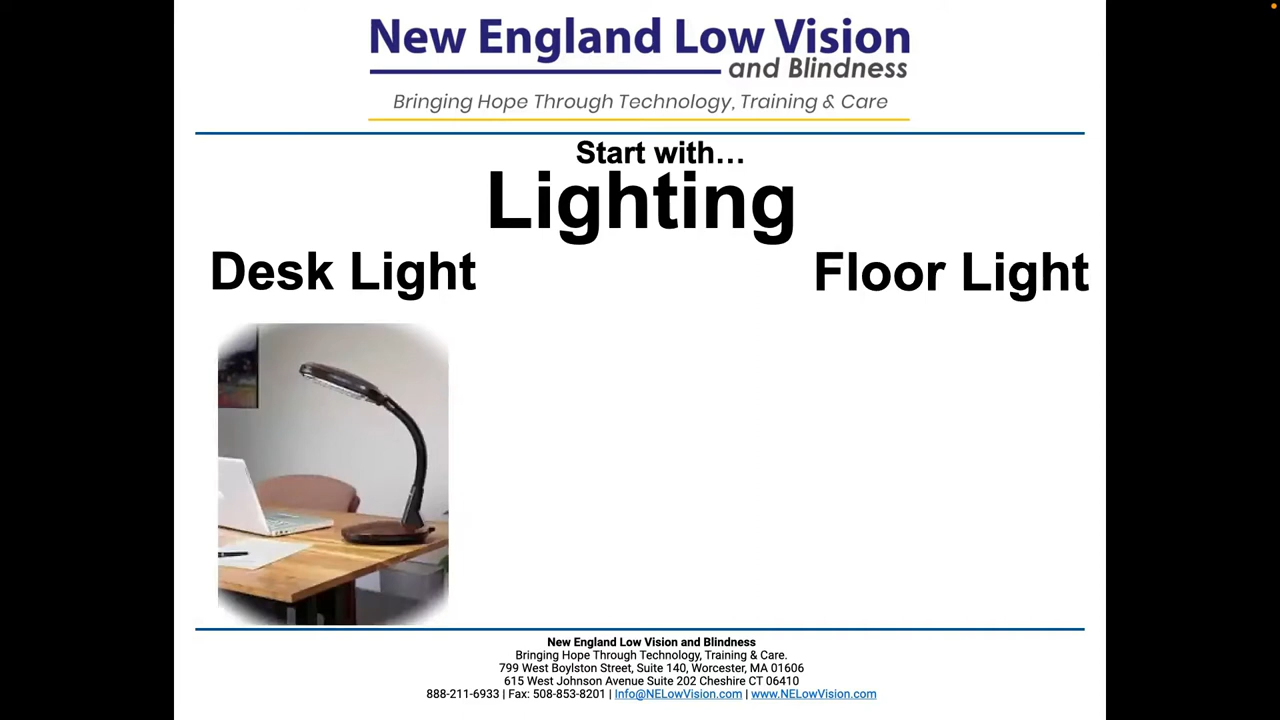 New England Low Vision
and Blindness
Bringing Hope Through Technology, Training & Care
Start with…
Lighting
Desk Light
Floor Light
New England Low Vision and Blindness
Bringing Hope Through Technology, Training & Care.
799 West Boylston Street, Suite 140, Worcester, MA 01606
615 West Johnson Avenue Suite 202 Cheshire CT 06410
888-211-6933 | Fax: 508-853-8201 | Info@NELowVision.com | www.NELowVision.com